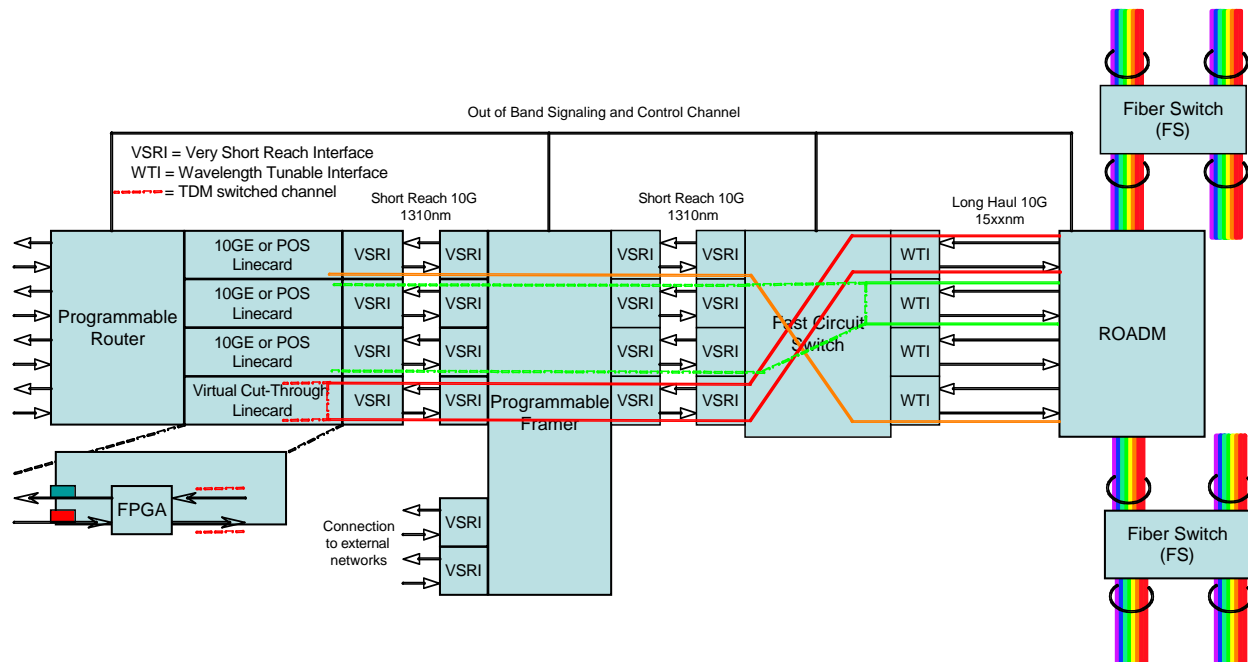 Out of Band Signaling and Control Channel
Fiber Switch
(FS)
VSRI = Very Short Reach Interface
WTI = Wavelength Tunable Interface
= TDM switched channel
Short Reach 10G
1310nm
Short Reach 10G
1310nm
Long Haul 10G
15xxnm
Programmable
Router
10GE or POS
Linecard
10GE or POS
Linecard
10GE or POS
Linecard
Virtual Cut-Through
Linecard
VSRI
VSRI
VSRI
VSRI
VSRI
VSRI
VSRI
VSRI
Programmable
Framer
VSRI
VSRI
VSRI
VSRI
VSRI
VSRI
VSRI
VSRI
Fast Circuit
Switch
WTI
WTI
WTI
WTI
ROADM
FPGA
Connection
to external
networks
VSRI
VSRI
Fiber Switch
(FS)